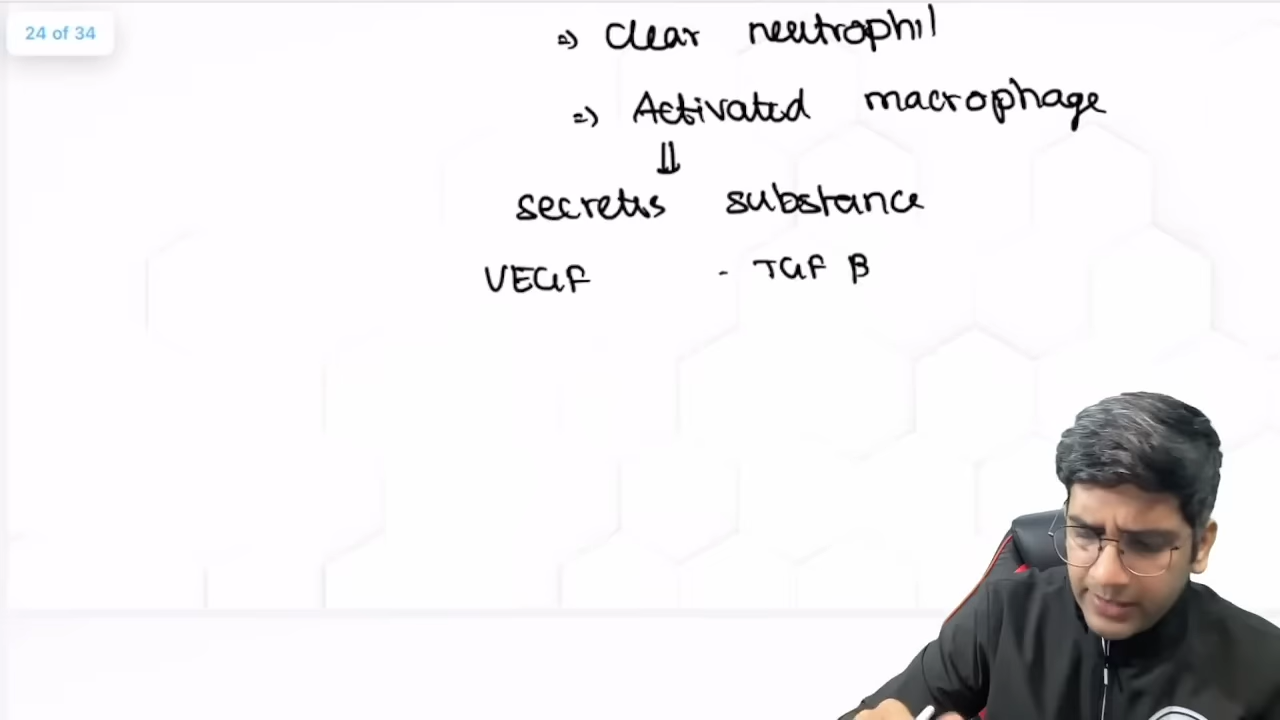 24 of 34
=) Clear neutrophil
=) Activated macrophage
⇓
secretes substance
VEGF - TGF β